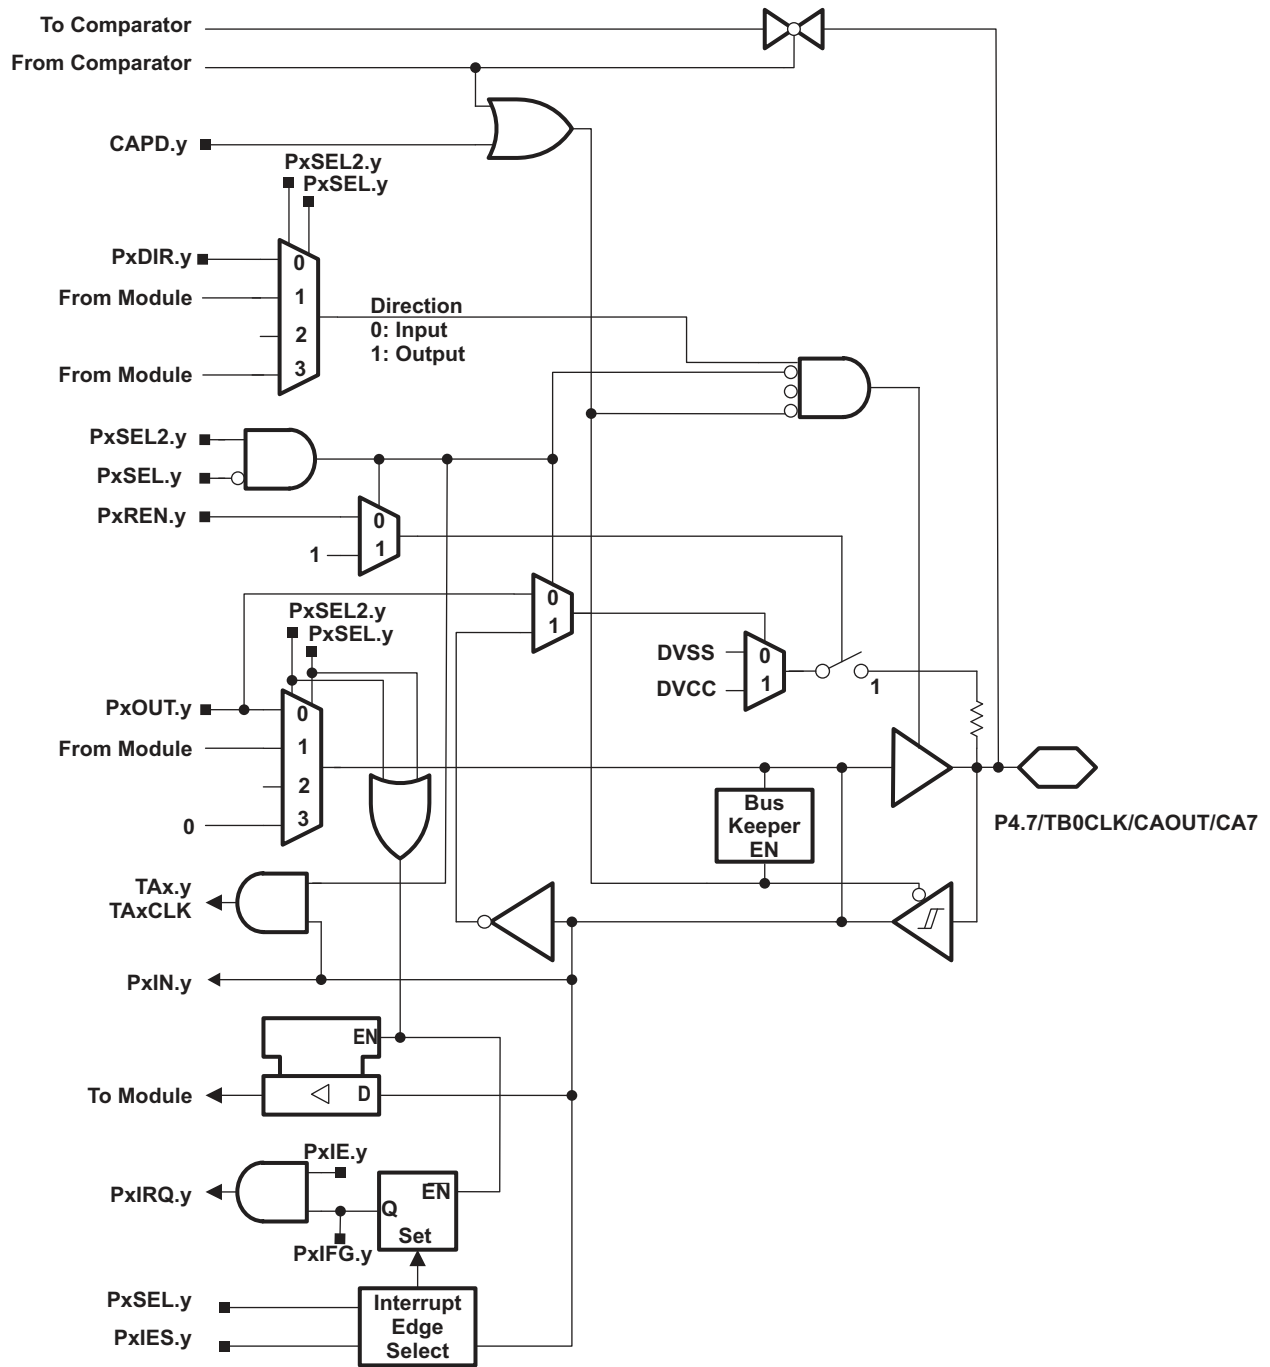 To Comparator
From Comparator
CAPD.y
PxSEL2.y
PxSEL.y
PxDIR.y
0
From Module
1
2
From Module
3
Direction
0: Input
1: Output
PxSEL2.y
PxSEL.y
PxREN.y
0
1
1
0
1
PxSEL2.y
PxSEL.y
DVSS
0
DVCC
1
1
PxOUT.y
0
From Module
1
2
0
3
Bus
Keeper
EN
P4.7/TB0CLK/CAOUT/CA7
TAx.y
TAxCLK
PxIN.y
EN
To Module
D
PxIE.y
PxIRQ.y
EN
Q
Set
PxIFG.y
PxSEL.y
PxIES.y
Interrupt
Edge
Select